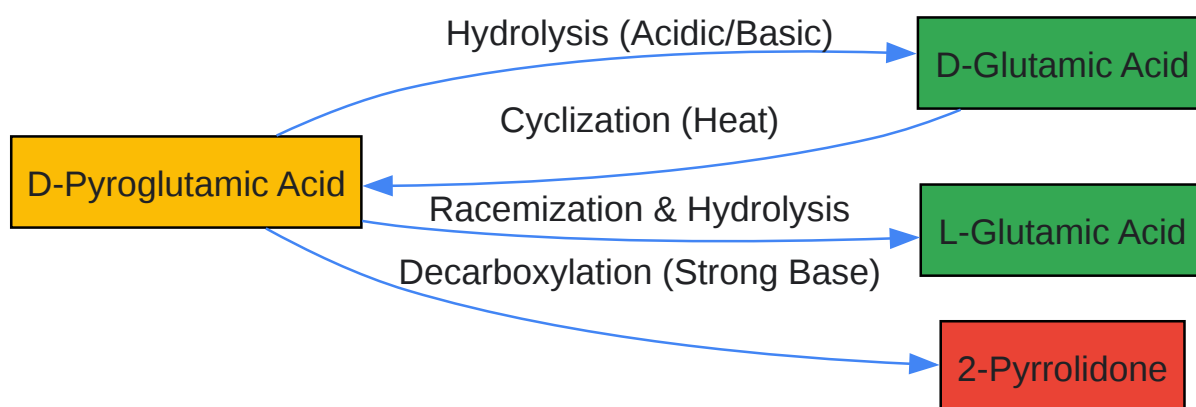 Hydrolysis (Acidic/Basic)
D-Glutamic Acid
Cyclization (Heat)
D-Pyroglutamic Acid
Racemization & Hydrolysis
L-Glutamic Acid
Decarboxylation (Strong Base)
2-Pyrrolidone